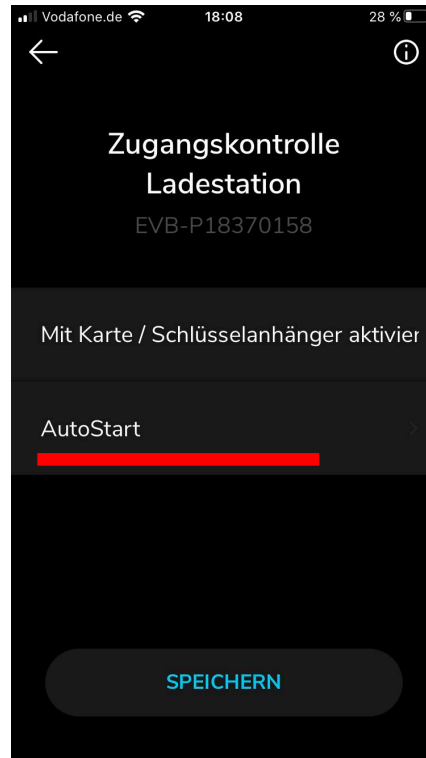 Vodafone.de 18:08 28 %
Zugangskontrolle
Ladestation
EVB-P18370158
Mit Karte / Schlüsselanhänger aktivier
AutoStart
SPEICHERN